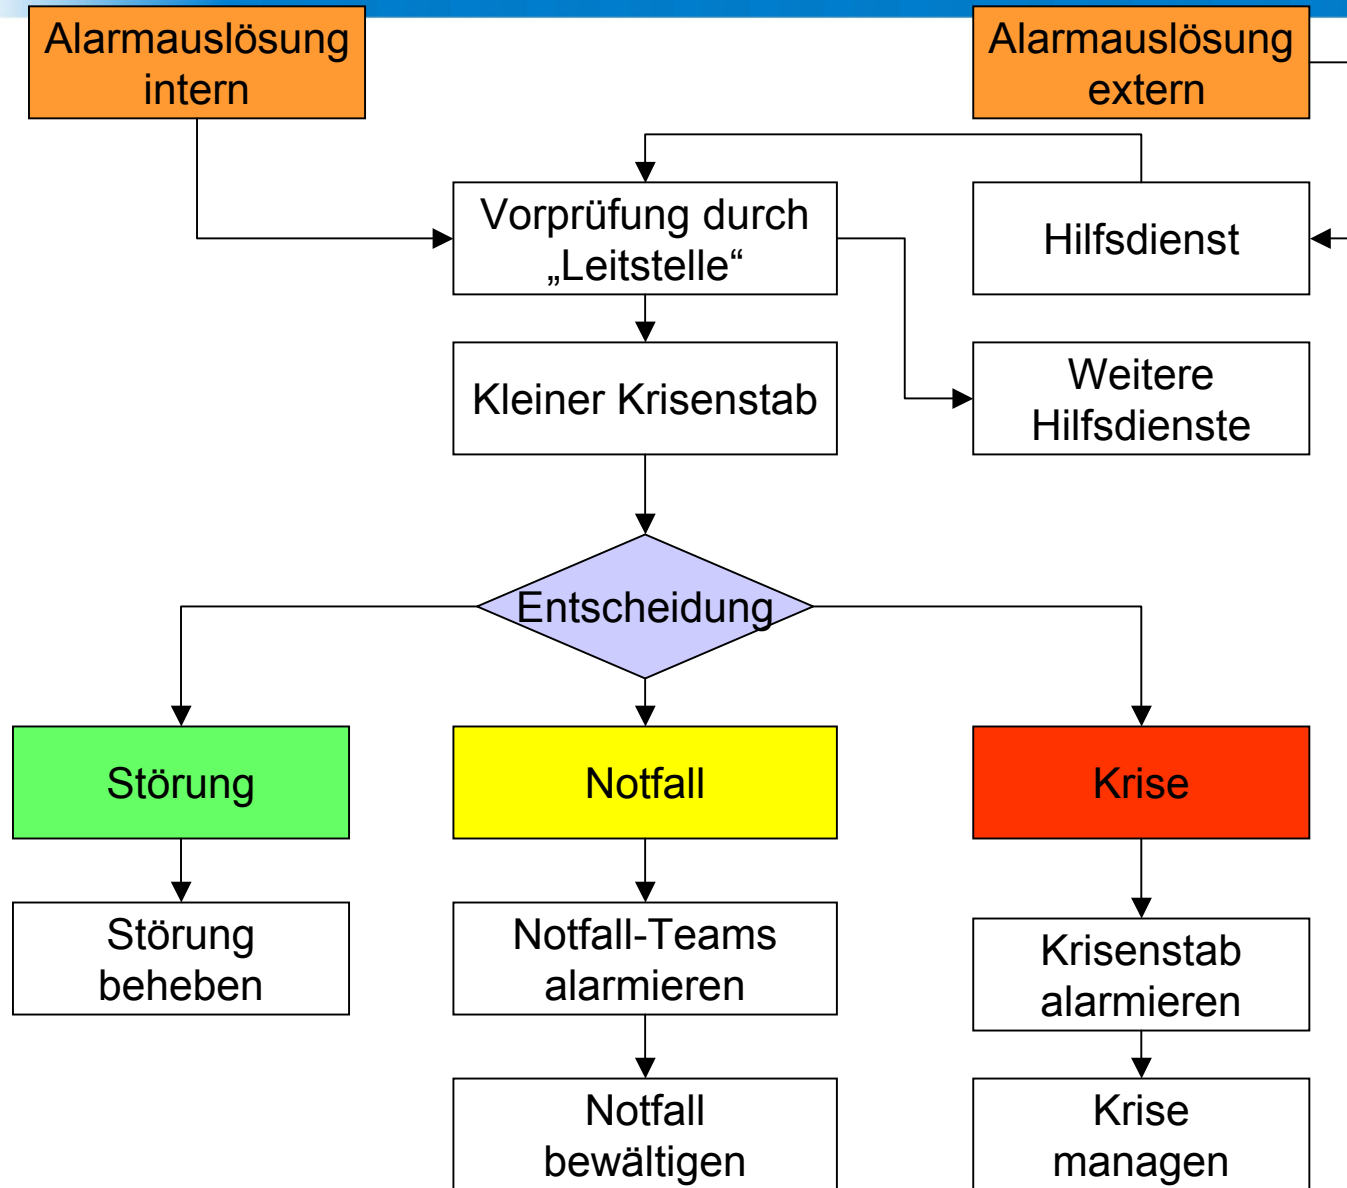 Alarmauslösung
intern
Alarmauslösung
extern
Vorprüfung durch
„Leitstelle“
Hilfsdienst
Kleiner Krisenstab
Weitere
Hilfsdienste
Entscheidung
Störung
Notfall
Krise
Störung
beheben
Notfall-Teams
alarmieren
Krisenstab
alarmieren
Notfall
bewältigen
Krise
managen